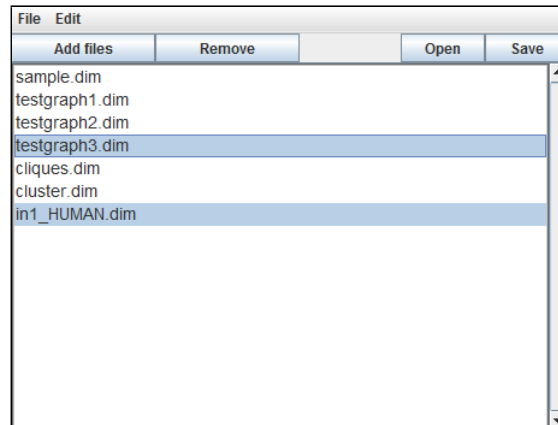 File Edit
Add files Remove Open Save
sample.dim
testgraph1.dim
testgraph2.dim
testgraph3.dim
cliques.dim
cluster.dim
in1_HUMAN.dim